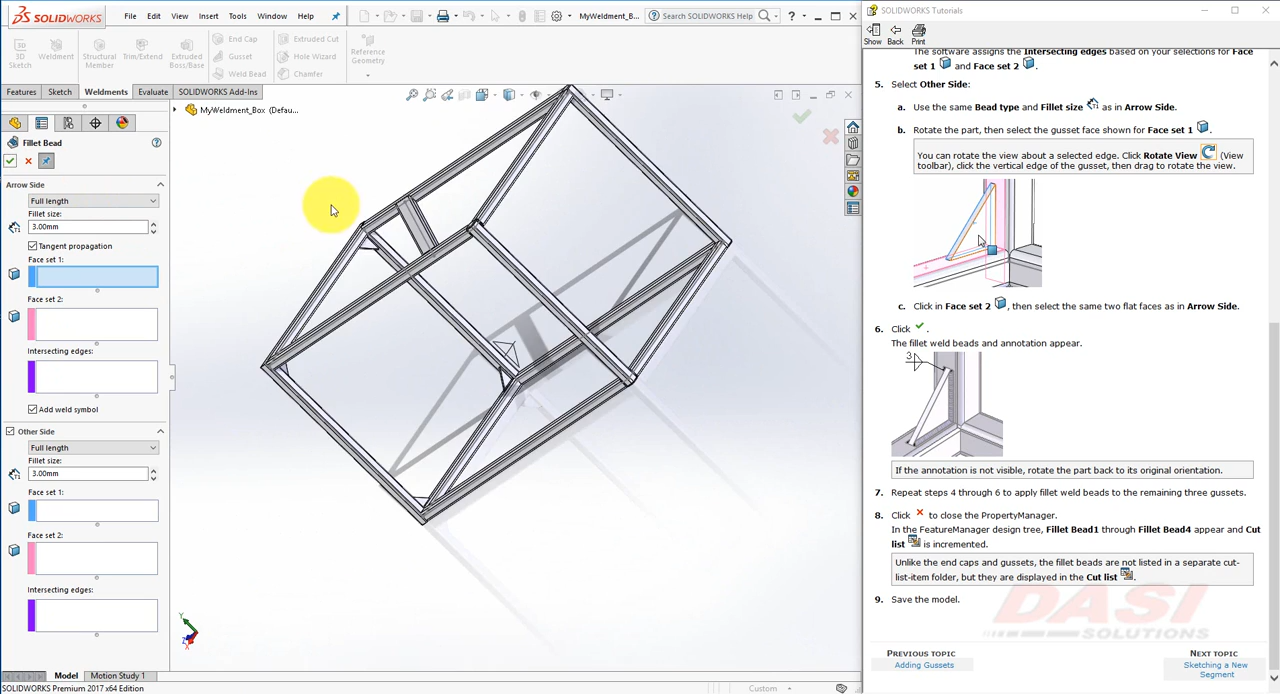 SOLIDWORKS
File
Edit
View
Insert
Tools
Window
Help
MyWeldment_B...
Search SOLIDWORKS Help
?
3D Sketch
Weldment
Structural Member
Trim/Extend
Extruded Boss/Base
End Cap
Gusset
Weld Bead
Extruded Cut
Hole Wizard
Chamfer
Reference Geometry
Features
Sketch
Weldments
Evaluate
SOLIDWORKS Add-Ins
MyWeldment_Box (Defau...
Fillet Bead
Arrow Side
Full length
Fillet size:
3.00mm
Tangent propagation
Face set 1:
Face set 2:
Intersecting edges:
Add weld symbol
Other Side
Full length
Fillet size:
3.00mm
Face set 1:
Face set 2:
Intersecting edges:
Y
Z
X
Model
Motion Study 1
SOLIDWORKS Premium 2017 x64 Edition
Custom
SOLIDWORKS Tutorials
Show
Back
Print
The software assigns the Intersecting edges based on your selections for Face
set 1 and Face set 2 .
5. Select Other Side:
a. Use the same Bead type and Fillet size as in Arrow Side.
b. Rotate the part, then select the gusset face shown for Face set 1 .
You can rotate the view about a selected edge. Click Rotate View (View
toolbar), click the vertical edge of the gusset, then drag to rotate the view.
c. Click in Face set 2 , then select the same two flat faces as in Arrow Side.
6. Click .
The fillet weld beads and annotation appear.
3
If the annotation is not visible, rotate the part back to its original orientation.
7. Repeat steps 4 through 6 to apply fillet weld beads to the remaining three gussets.
8. Click to close the PropertyManager.
In the FeatureManager design tree, Fillet Bead1 through Fillet Bead4 appear and Cut
list is incremented.
Unlike the end caps and gussets, the fillet beads are not listed in a separate cut-
list-item folder, but they are displayed in the Cut list .
9. Save the model.
DASI
SOLUTIONS
PREVIOUS TOPIC
Adding Gussets
NEXT TOPIC
Sketching a New
Segment